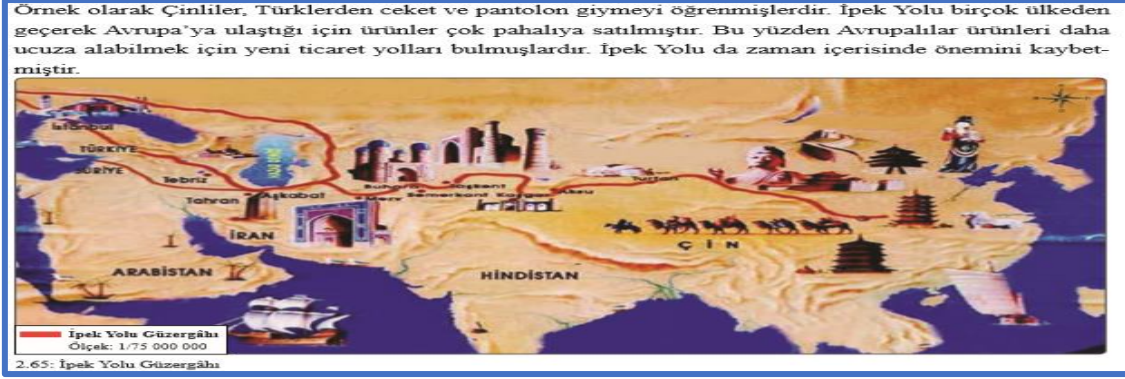 Örnek olarak Çinliler, Türklerden ceket ve pantolon giymeyi öğrenmişlerdir. İpek Yolu birçok ülkeden
geçerek Avrupa’ya ulaştığı için ürünler çok pahalıya satılmıştır. Bu yüzden Avrupalılar ürünleri daha
ucuza alabilmek için yeni ticaret yolları bulmuşlardır. İpek Yolu da zaman içerisinde önemini kaybet-
miştir.
İstanbul
TÜRKİYE
SURİYE
Tebriz
Tahran
Aşkabat
Buhara
Merv
Semerkant
Taşkent
Kaşgar
Aksu
Turfan
İRAN
ÇİN
ARABİSTAN
HİNDİSTAN
İpek Yolu Güzergâhı
Ölçek: 1/75 000 000
2.65: İpek Yolu Güzergâhı